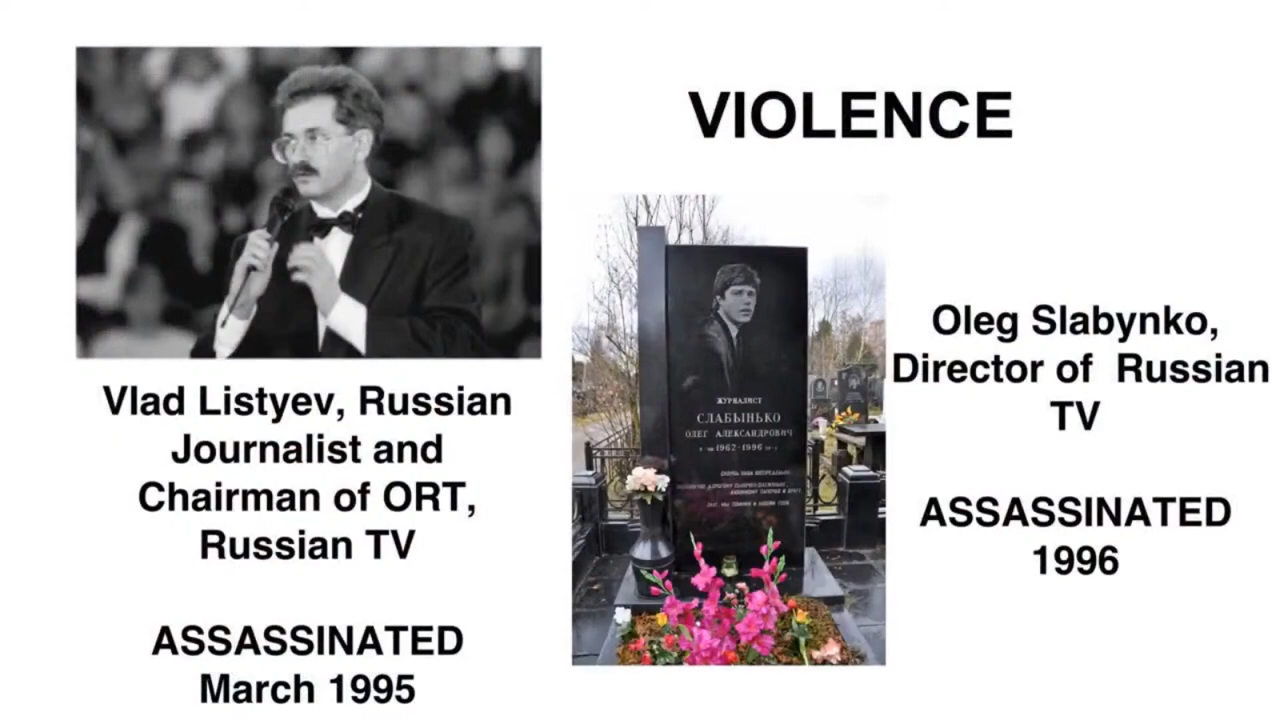 VIOLENCE
Vlad Listyev, Russian
Journalist and
Chairman of ORT,
Russian TV
ASSASSINATED
March 1995
ЖУРНАЛИСТ
СЛАБЫНЬКО
ОЛЕГ АЛЕКСАНДРОВИЧ
1962-1996
Oleg Slabynko,
Director of Russian
TV
ASSASSINATED
1996